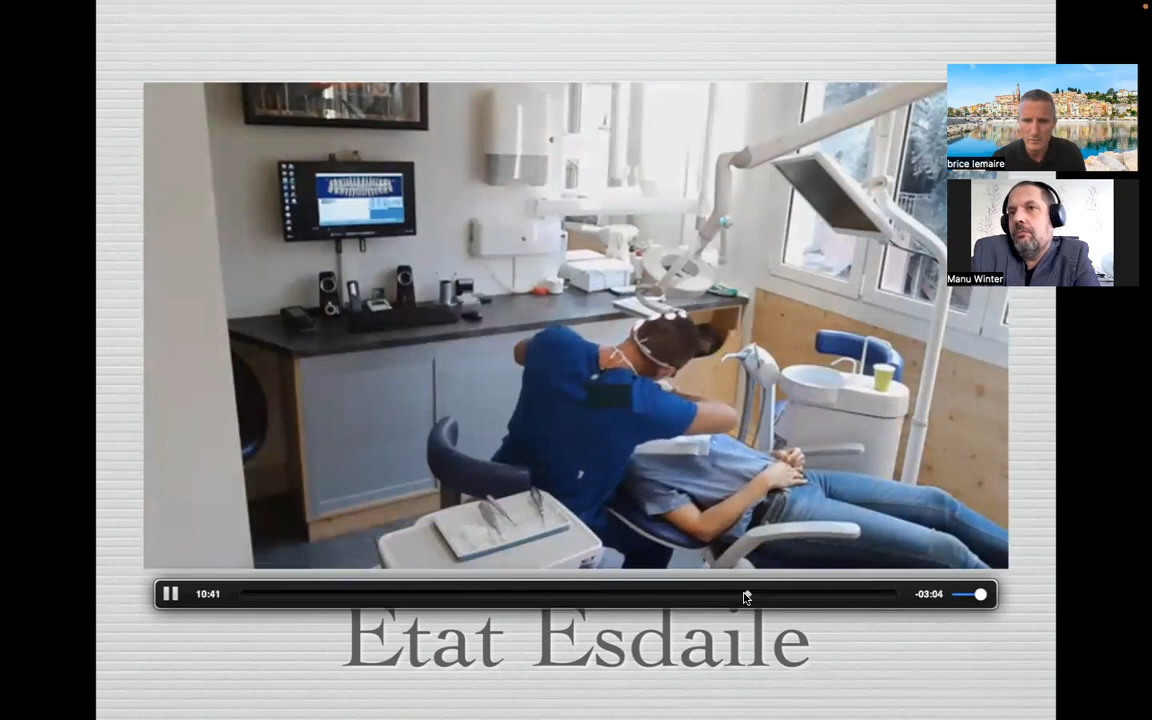 brice lemaire
Manu Winter
10:41
-03:04
Etat Esdaile